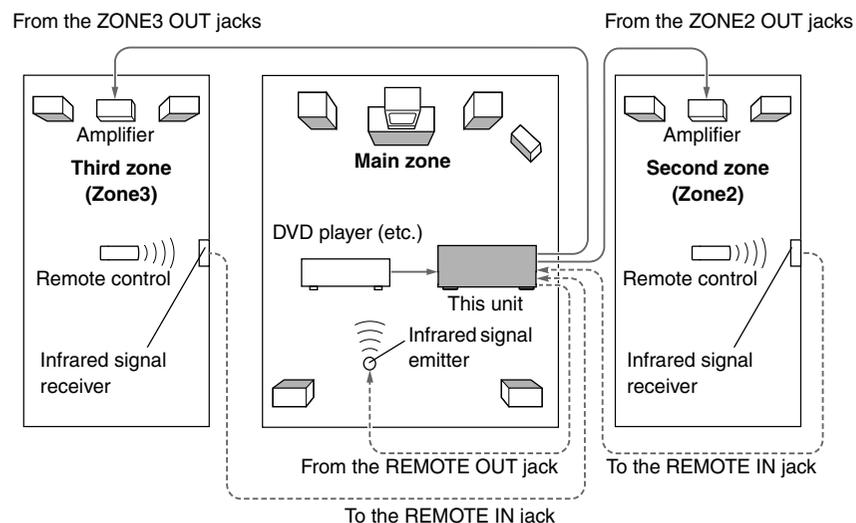 From the ZONE3 OUT jacks
From the ZONE2 OUT jacks
Amplifier
Third zone
(Zone3)
Remote control
Infrared signal
receiver
Main zone
DVD player (etc.)
This unit
Infrared signal
emitter
From the REMOTE OUT jack
To the REMOTE IN jack
Amplifier
Second zone
(Zone2)
Remote control
Infrared signal
receiver
To the REMOTE IN jack